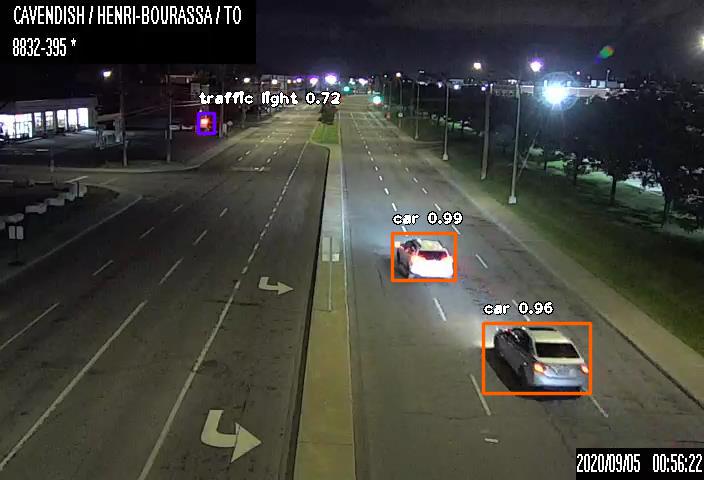 CAVENDISH / HENRI-BOURASSA / TO
8832-395 *
traffic light 0.72
car 0.99
car 0.96
2020/09/05 00:56:22